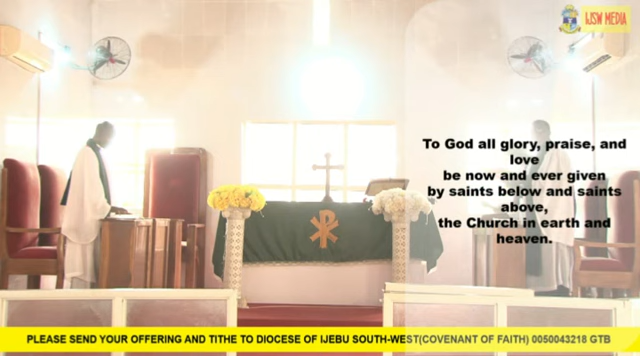 IJSW MEDIA
To God all glory, praise, and
love
be now and ever given
by saints below and saints
above,
the Church in earth and
heaven.
PLEASE SEND YOUR OFFERING AND TITHE TO DIOCESE OF IJEBU SOUTH-WEST(COVENANT OF FAITH) 0050043218 GTB